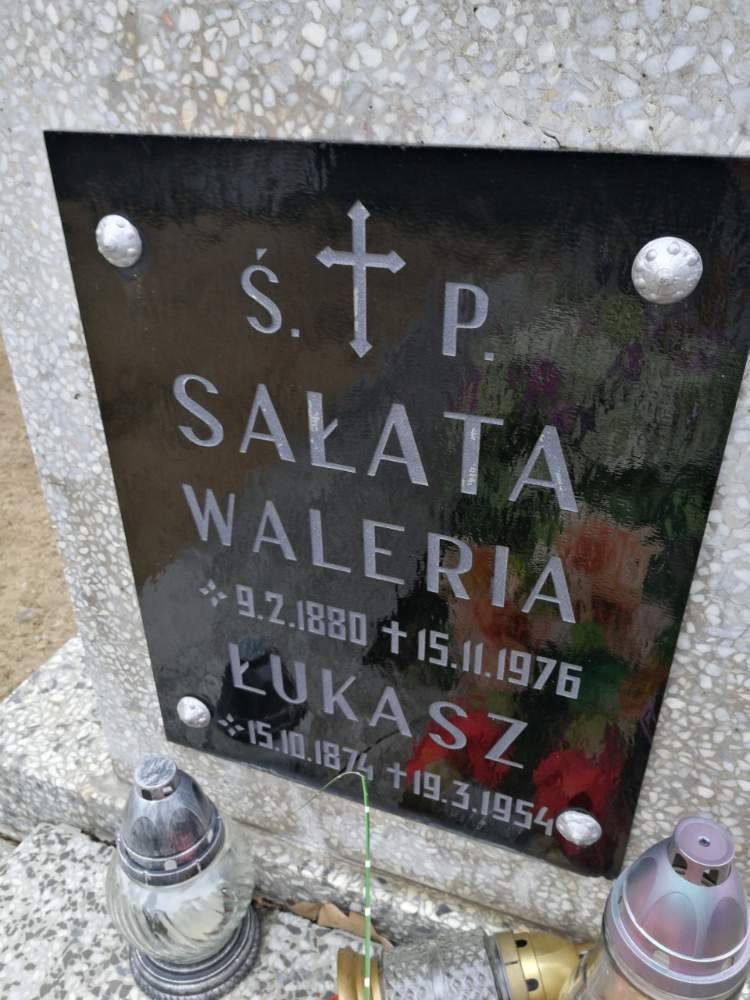 Ś. P.
SAŁATA
WALERIA
9.2.1880 15.11.1976
ŁUKASZ
15.10.1874 19.3.1954